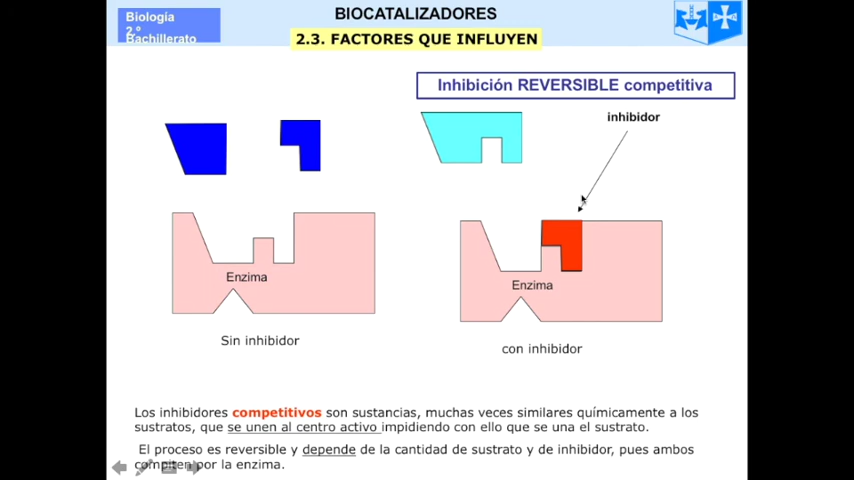 Biología
2.º
Bachillerato
BIOCATALIZADORES
2.3. FACTORES QUE INFLUYEN
Inhibición REVERSIBLE competitiva
inhibidor
Enzima
Enzima
Sin inhibidor
con inhibidor
Los inhibidores competitivos son sustancias, muchas veces similares químicamente a los
sustratos, que se unen al centro activo impidiendo con ello que se una el sustrato.
El proceso es reversible y depende de la cantidad de sustrato y de inhibidor, pues ambos
compiten por la enzima.